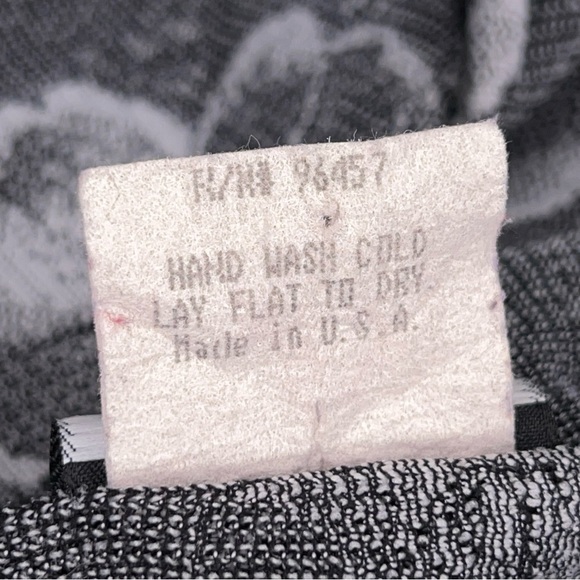 RN# 96457
HAND WASH COLD
LAY FLAT TO DRY.
Made in U.S.A.